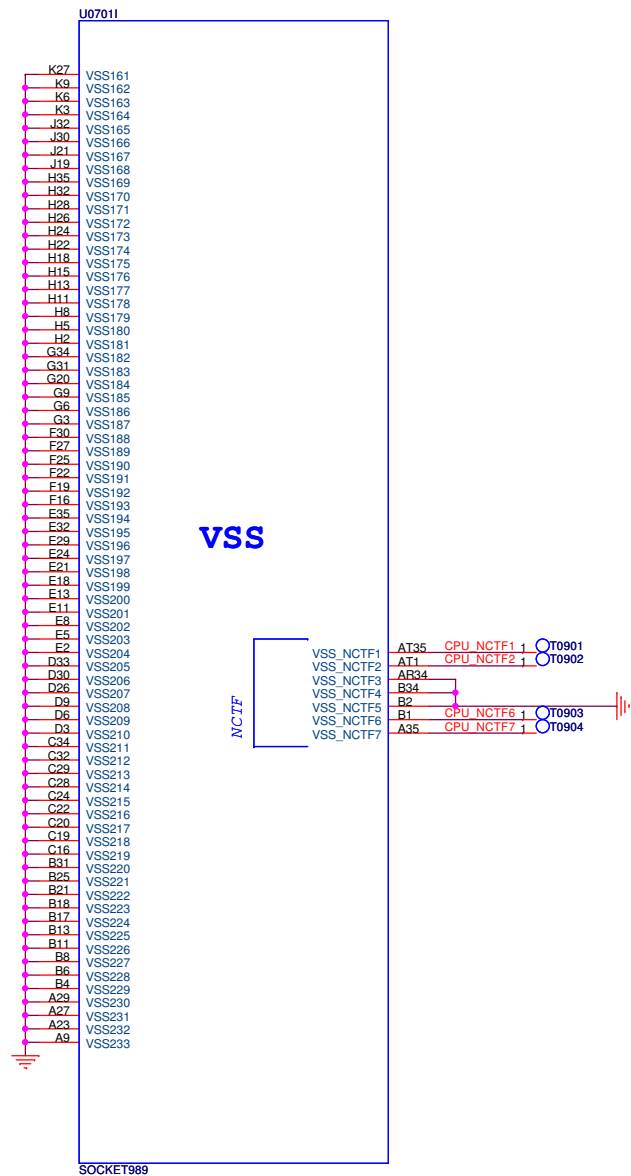 U0701I
K27 VSS161
K9 VSS162
K6 VSS163
K3 VSS164
J32 VSS165
J30 VSS166
J21 VSS167
J19 VSS168
H35 VSS169
H32 VSS170
H28 VSS171
H26 VSS172
H24 VSS173
H22 VSS174
H18 VSS175
H15 VSS176
H13 VSS177
H11 VSS178
H8 VSS179
H5 VSS180
H2 VSS181
G34 VSS182
G31 VSS183
G20 VSS184
G9 VSS185
G6 VSS186
G3 VSS187
F30 VSS188
F27 VSS189
F25 VSS190
F22 VSS191
F19 VSS192
F16 VSS193
E35 VSS194
E32 VSS195
E29 VSS196
E24 VSS197
E21 VSS198
E18 VSS199
E13 VSS200
E11 VSS201
E8 VSS202
E5 VSS203
E2 VSS204
D33 VSS205
D30 VSS206
D26 VSS207
D9 VSS208
D6 VSS209
D3 VSS210
C34 VSS211
C32 VSS212
C29 VSS213
C28 VSS214
C24 VSS215
C22 VSS216
C20 VSS217
C19 VSS218
C16 VSS219
B31 VSS220
B25 VSS221
B21 VSS222
B18 VSS223
B17 VSS224
B13 VSS225
B11 VSS226
B8 VSS227
B6 VSS228
B4 VSS229
A29 VSS230
A27 VSS231
A23 VSS232
A9 VSS233
VSS
NCTF
VSS_NCTF1 AT35 CPU_NCTF1 1 T0901
VSS_NCTF2 AT1 CPU_NCTF2 1 T0902
VSS_NCTF3 AR34
VSS_NCTF4 B34
VSS_NCTF5 B2
VSS_NCTF6 B1 CPU_NCTF6 1 T0903
VSS_NCTF7 A35 CPU_NCTF7 1 T0904
SOCKET989